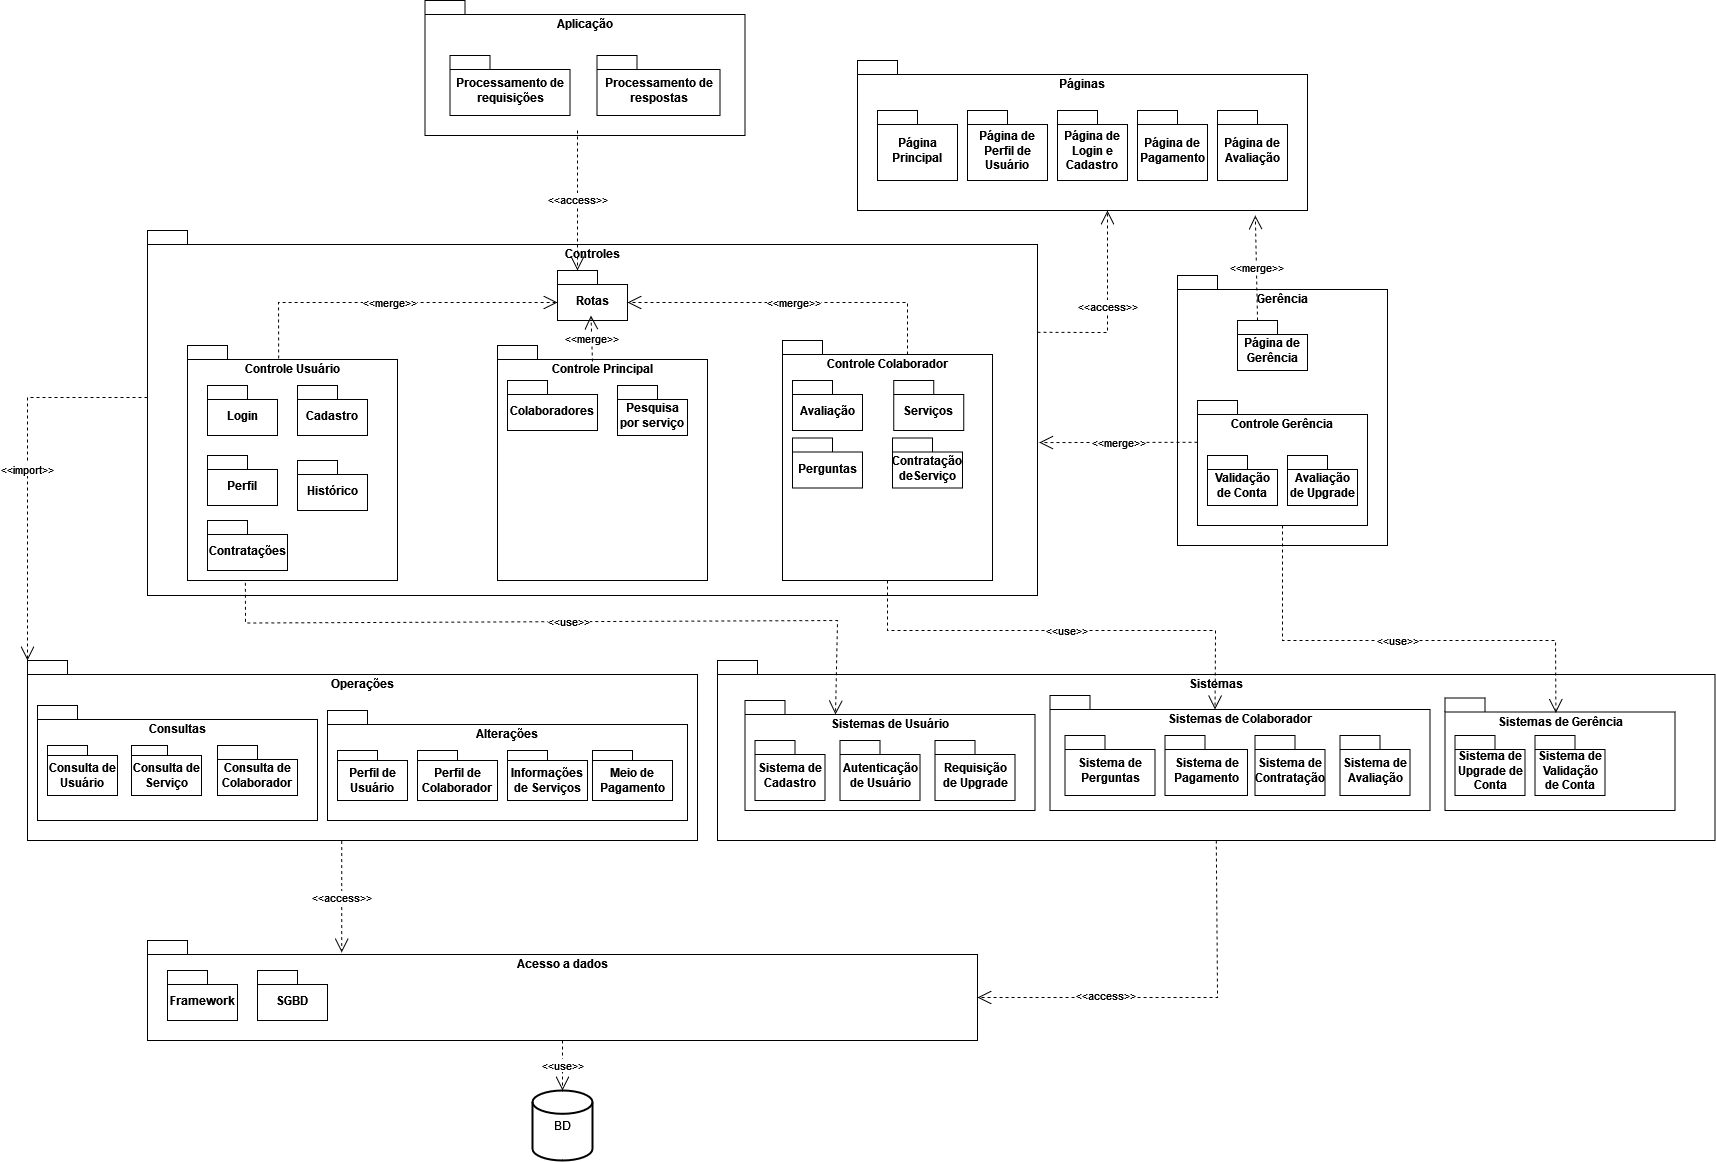 Aplicação
Processamento de
requisições
Processamento de
respostas
<<access>>
Páginas
Página
Principal
Página de
Perfil de
Usuário
Página de
Login e
Cadastro
Página de
Pagamento
Página de
Avaliação
<<access>>
<<merge>>
Controles
Rotas
<<merge>>
<<merge>>
<<merge>>
Controle Usuário
Login
Cadastro
Perfil
Histórico
Contratações
Controle Principal
Colaboradores
Pesquisa
por serviço
Controle Colaborador
Avaliação
Serviços
Perguntas
Contratação
de Serviço
Gerência
Página de
Gerência
Controle Gerência
Validação
de Conta
Avaliação
de Upgrade
<<merge>>
<<import>>
<<use>>
<<use>>
<<use>>
Operações
Consultas
Consulta de
Usuário
Consulta de
Serviço
Consulta de
Colaborador
Alterações
Perfil de
Usuário
Perfil de
Colaborador
Informações
de Serviços
Meio de
Pagamento
Sistemas
Sistemas de Usuário
Sistema de
Cadastro
Autenticação
de Usuário
Requisição
de Upgrade
Sistemas de Colaborador
Sistema de
Perguntas
Sistema de
Pagamento
Sistema de
Contratação
Sistema de
Avaliação
Sistemas de Gerência
Sistema de
Upgrade de
Conta
Sistema de
Validação
de Conta
<<access>>
<<access>>
Acesso a dados
Framework
SGBD
<<use>>
BD